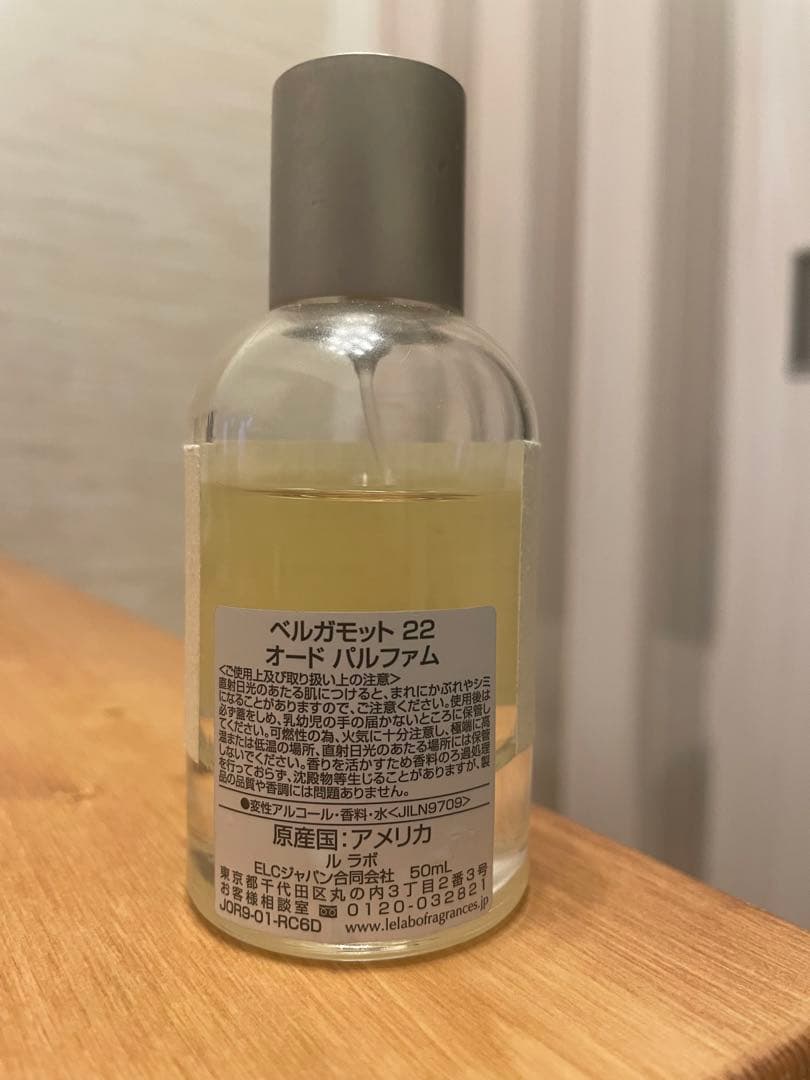 ベルガモット 22
オード パルファム
<ご使用上及び取り扱い上の注意>
直射日光のあたる肌につけると、まれにかぶれやシミ
になることがありますので、ご注意ください。使用後は
必ず蓋をしめ、乳幼児の手の届かないところに保管し
てください。可燃性の為、火気に十分注意し、極端に高
温または低温の場所、直射日光のあたる場所には保管
しないでください。香りを活かすため香料のろ過処理
を行っておらず、沈殿物等生じることがありますが、製
品の品質や香調には問題ありません。
●変性アルコール・香料・水<JILN9709>
原産国:アメリカ
ル ラボ
ELCジャパン合同会社 50mL
東京都千代田区丸の内3丁目2番3号
お客様相談室 0120-032821
J0R9-01-RC6D www.lelabofragrances.jp